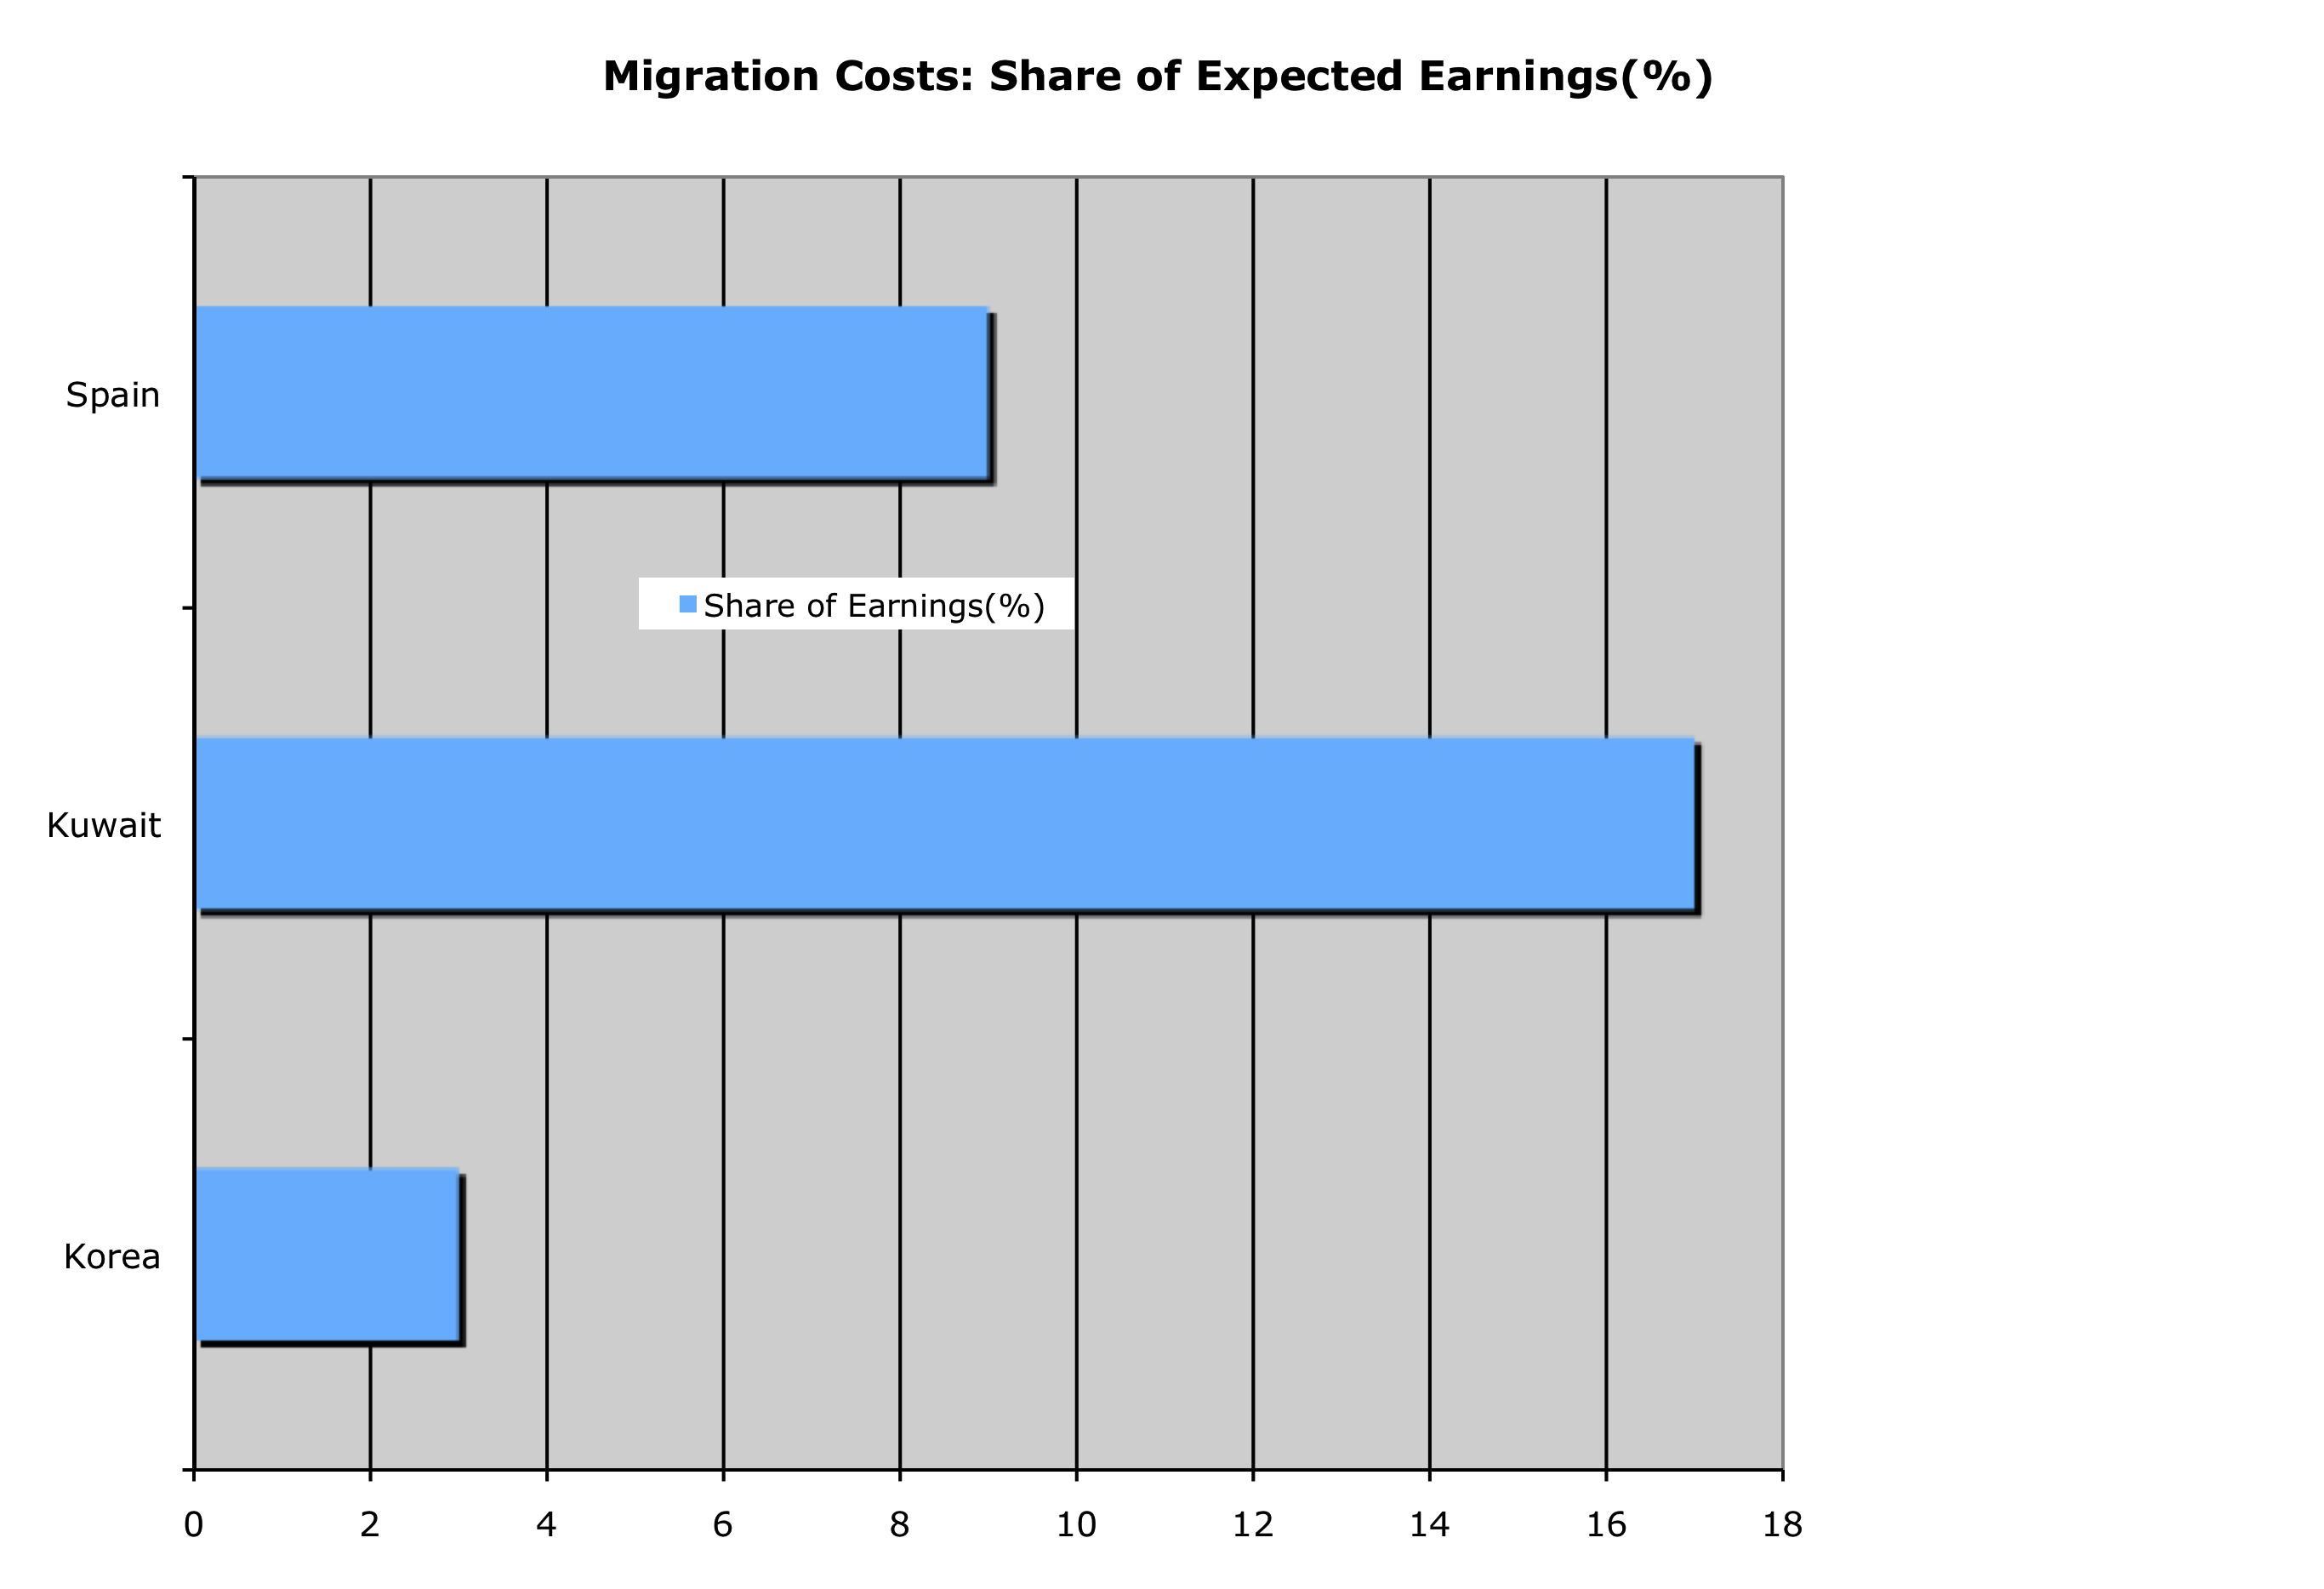 Migration Costs: Share of Expected Earnings(%)
Spain
Share of Earnings(%)
Kuwait
Korea
0 2 4 6 8 10 12 14 16 18